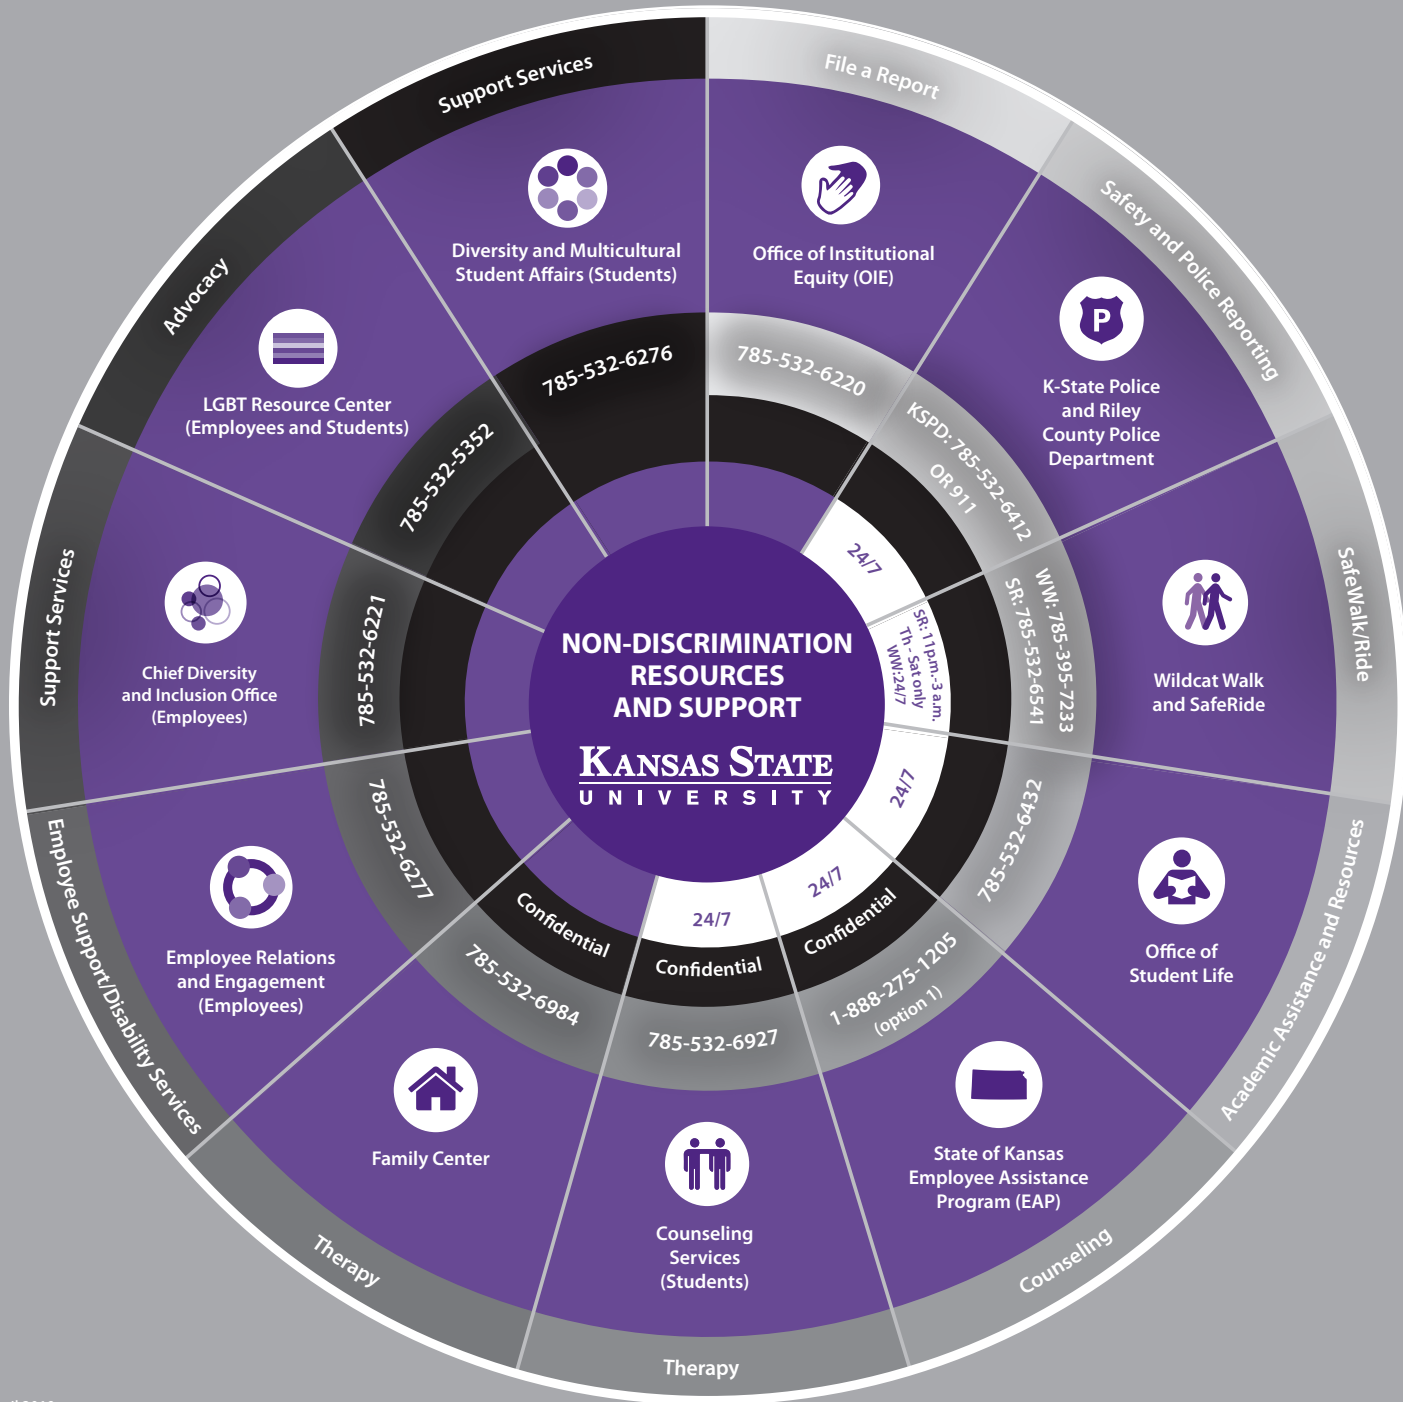 NON-DISCRIMINATION
RESOURCES
AND SUPPORT
KANSAS STATE
UNIVERSITY
File a Report
Office of Institutional
Equity (OIE)
785-532-6220
Safety and Police Reporting
K-State Police
and Riley
County Police
Department
KSPD: 785-532-6412
OR 911
24/7
SafeWalk/Ride
Wildcat Walk
and SafeRide
WW: 785-395-7233
SR: 785-532-6541
SR: 11p.m.-3 a.m.
Th - Sat only
WW:24/7
Academic Assistance and Resources
Office of
Student Life
785-532-6432
24/7
Counseling
State of Kansas
Employee Assistance
Program (EAP)
1-888-275-1205
(option 1)
Confidential
24/7
Therapy
Counseling
Services
(Students)
785-532-6927
Confidential
24/7
Therapy
Family Center
785-532-6984
Confidential
Employee Support/Disability Services
Employee Relations
and Engagement
(Employees)
785-532-6277
Support Services
Chief Diversity
and Inclusion Office
(Employees)
785-532-6221
Advocacy
LGBT Resource Center
(Employees and Students)
785-532-5352
Support Services
Diversity and Multicultural
Student Affairs (Students)
785-532-6276
P